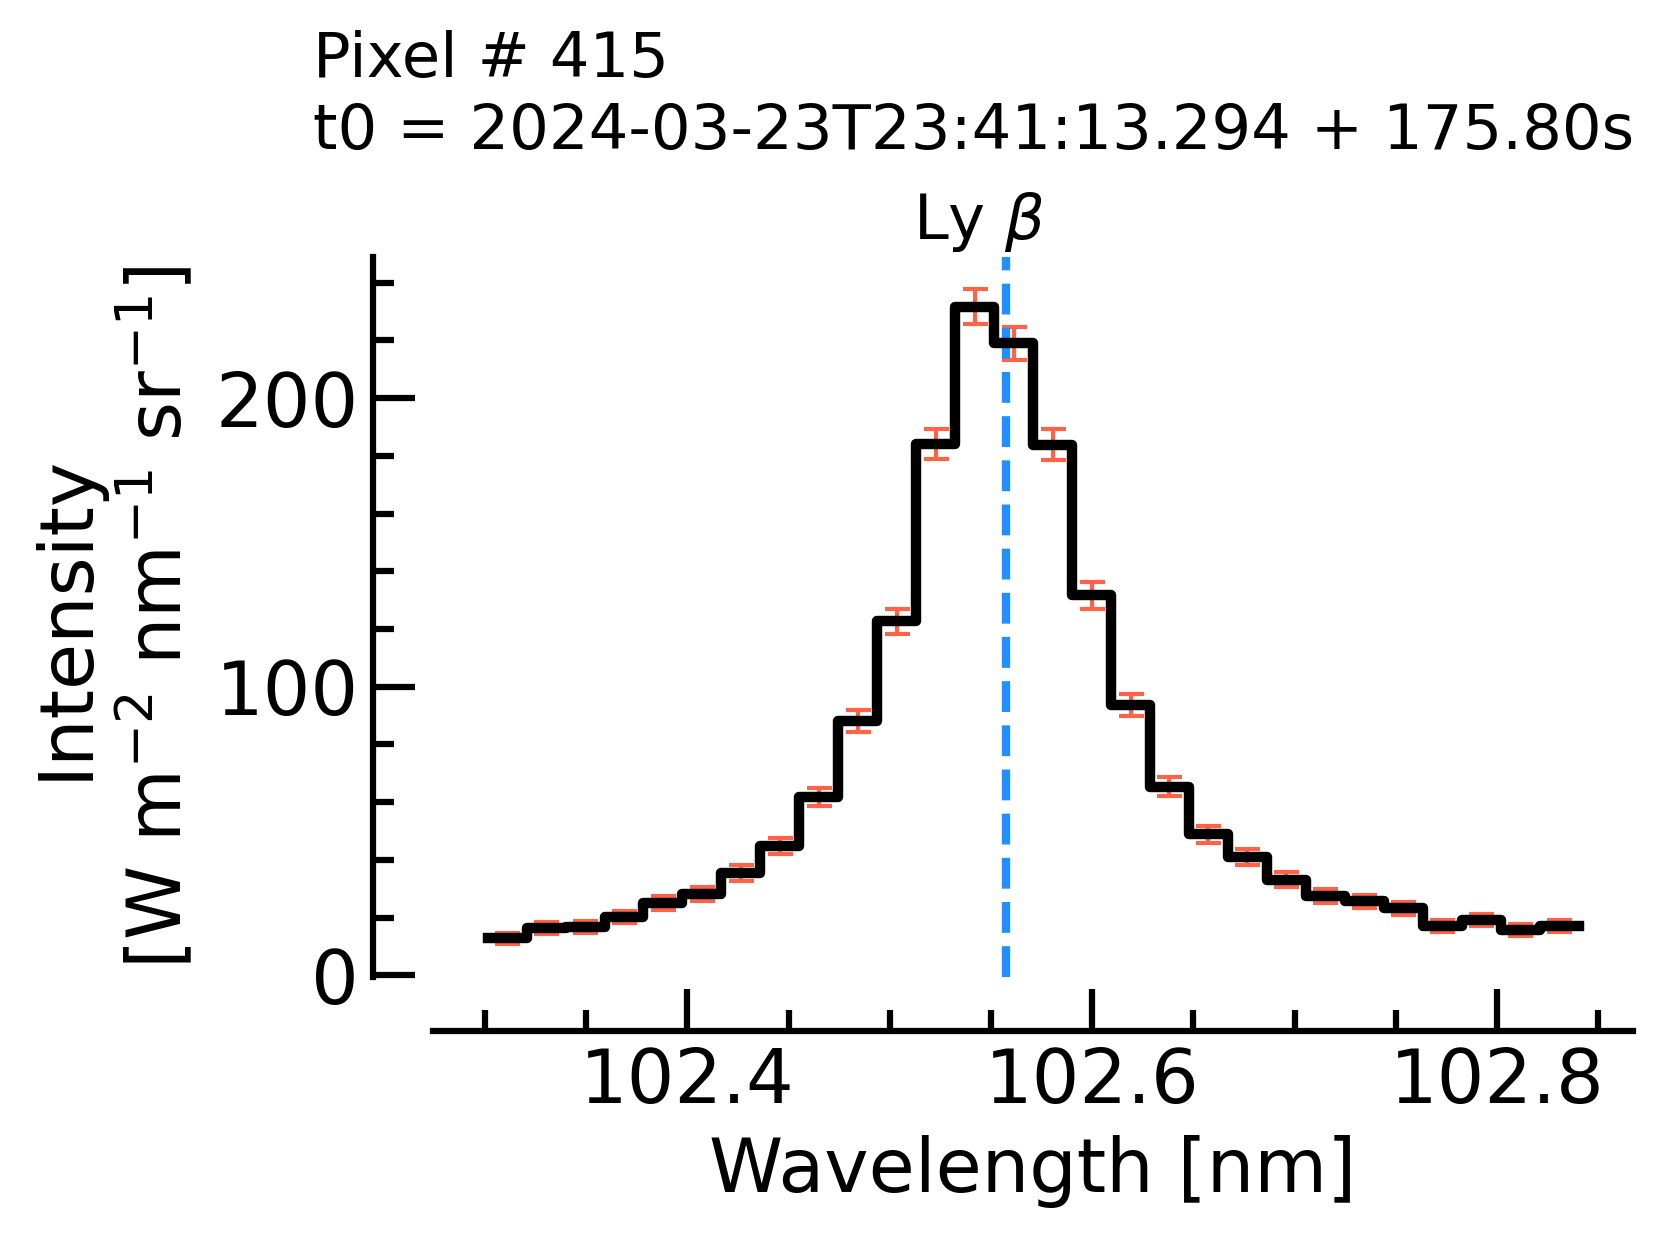 Pixel # 415
t0 = 2024-03-23T23:41:13.294 + 175.80s
Ly β
Intensity
[W m⁻² nm⁻¹ sr⁻¹]
200
100
0
102.4 102.6 102.8
Wavelength [nm]